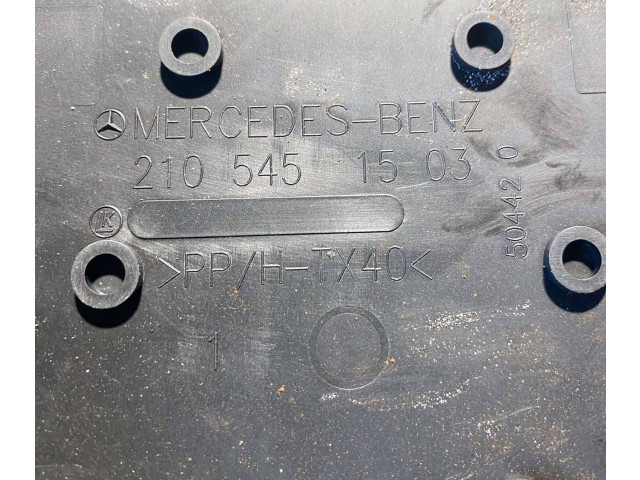 MERCEDES-BENZ
210 545 15 03
50442 0
>PP/H-TX40<
1